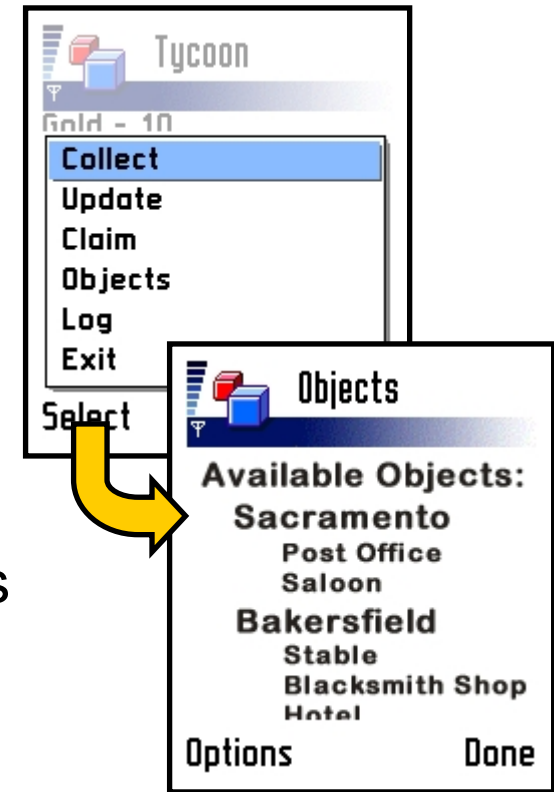 Tycoon
Gold - 10
Collect
Update
Claim
Objects
Log
Exit
Select
Objects
Available Objects:
Sacramento
Post Office
Saloon
Bakersfield
Stable
Blacksmith Shop
Hotel
Options Done
s